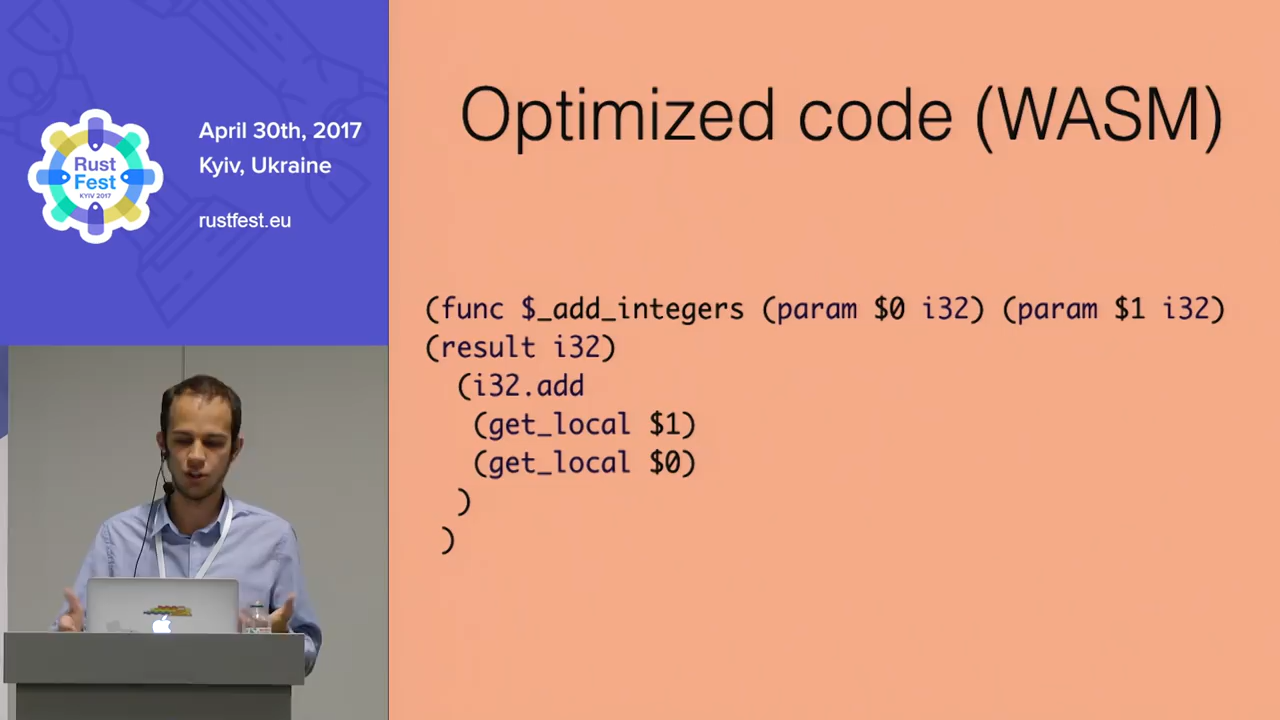 April 30th, 2017
Kyiv, Ukraine
rustfest.eu
Rust
Fest
KYIV 2017
Optimized code (WASM)
(func $_add_integers (param $0 i32) (param $1 i32)
(result i32)
(i32.add
(get_local $1)
(get_local $0)
)
)